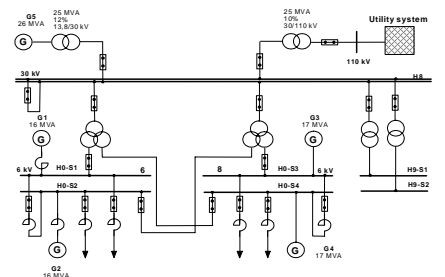 G5
26 MVA
G
25 MVA
12%
13,8/30 kV
25 MVA
10%
30/110 kV
Utility system
110 kV
30 kV
H8
G1
16 MVA
G
G3
17 MVA
G
6 kV
H0-S1
6
8
H0-S3
6 kV
H9-S1
H0-S2
H0-S4
H9-S2
G
G2
16 MVA
G
G4
17 MVA